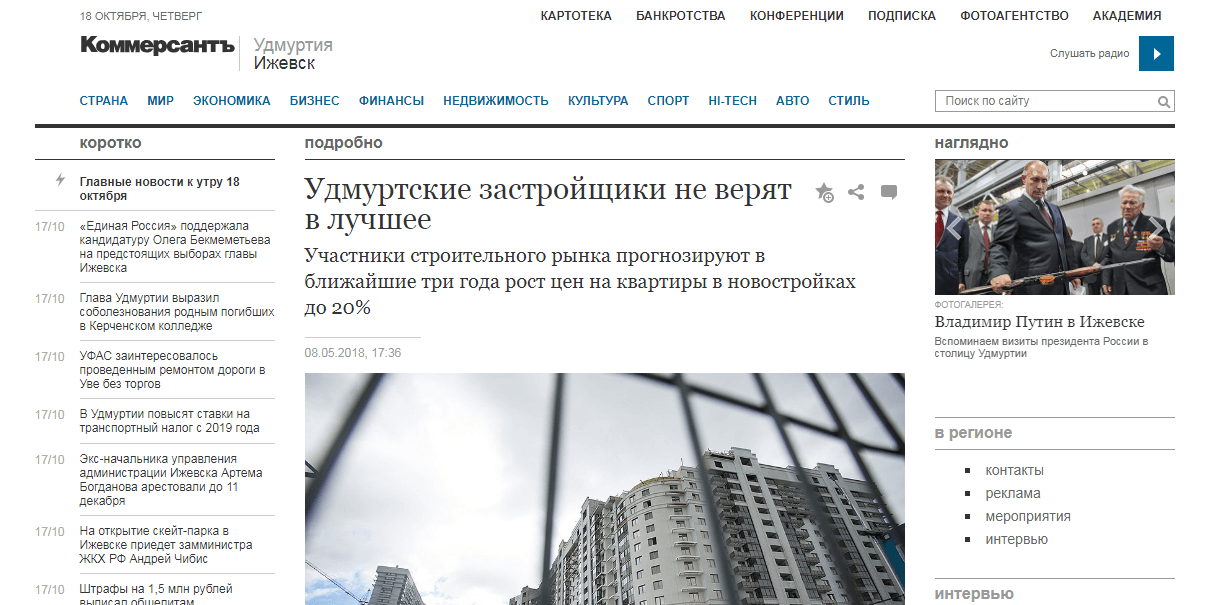 18 ОКТЯБРЯ, ЧЕТВЕРГ
КАРТОТЕКА БАНКРОТСТВА КОНФЕРЕНЦИИ ПОДПИСКА ФОТОАГЕНТСТВО АКАДЕМИЯ
Коммерсантъ
Удмуртия
Ижевск
Слушать радио
СТРАНА МИР ЭКОНОМИКА БИЗНЕС ФИНАНСЫ НЕДВИЖИМОСТЬ КУЛЬТУРА СПОРТ HI-TECH АВТО СТИЛЬ
Поиск по сайту
коротко
Главные новости к утру 18
октября
17/10
«Единая Россия» поддержала
кандидатуру Олега Бекмеметьева
на предстоящих выборах главы
Ижевска
17/10
Глава Удмуртии выразил
соболезнования родным погибших
в Керченском колледже
17/10
УФАС заинтересовалось
проведенным ремонтом дороги в
Уве без торгов
17/10
В Удмуртии повысят ставки на
транспортный налог с 2019 года
17/10
Экс-начальника управления
администрации Ижевска Артема
Богданова арестовали до 11
декабря
17/10
На открытие скейт-парка в
Ижевске приедет замминистра
ЖКХ РФ Андрей Чибис
17/10
Штрафы на 1,5 млн рублей
выписал общепитам
подробно
Удмуртские застройщики не верят
в лучшее
Участники строительного рынка прогнозируют в
ближайшие три года рост цен на квартиры в новостройках
до 20%
08.05.2018, 17:36
наглядно
ФОТОГАЛЕРЕЯ:
Владимир Путин в Ижевске
Вспоминаем визиты президента России в
столицу Удмуртии
в регионе
контакты
реклама
мероприятия
интервью
интервью